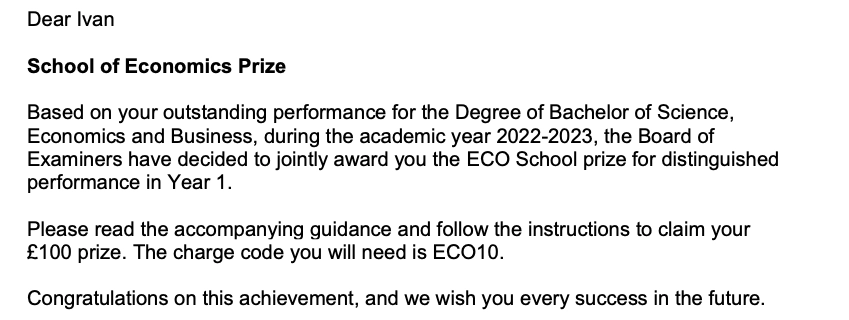 Dear Ivan
School of Economics Prize
Based on your outstanding performance for the Degree of Bachelor of Science,
Economics and Business, during the academic year 2022-2023, the Board of
Examiners have decided to jointly award you the ECO School prize for distinguished
performance in Year 1.
Please read the accompanying guidance and follow the instructions to claim your
£100 prize. The charge code you will need is ECO10.
Congratulations on this achievement, and we wish you every success in the future.